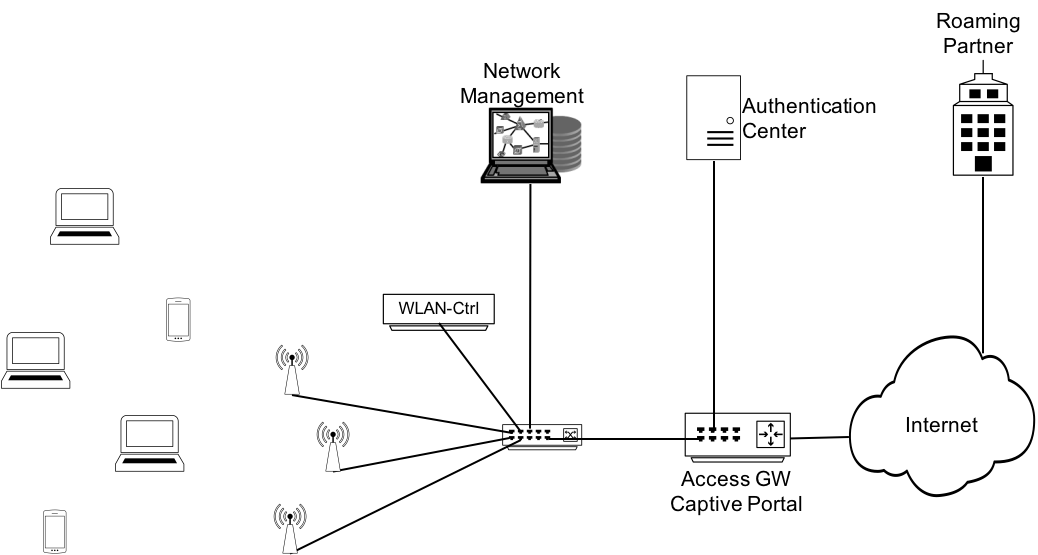 Roaming
Partner
Network
Management
Authentication
Center
WLAN-Ctrl
Internet
Access GW
Captive Portal